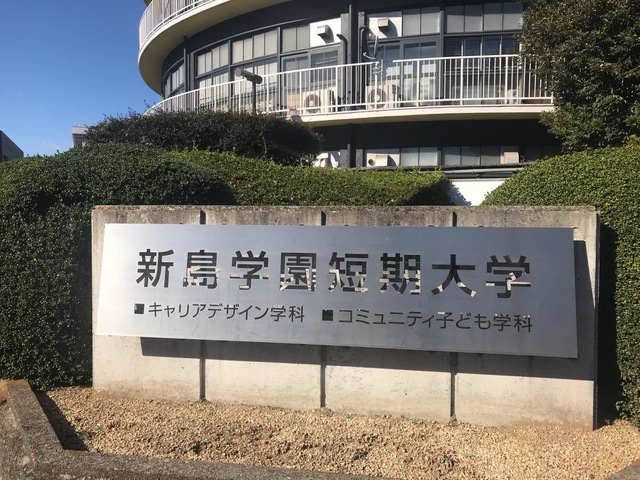 新島学園短期大学
■キャリアデザイン学科 ■コミュニティ子ども学科